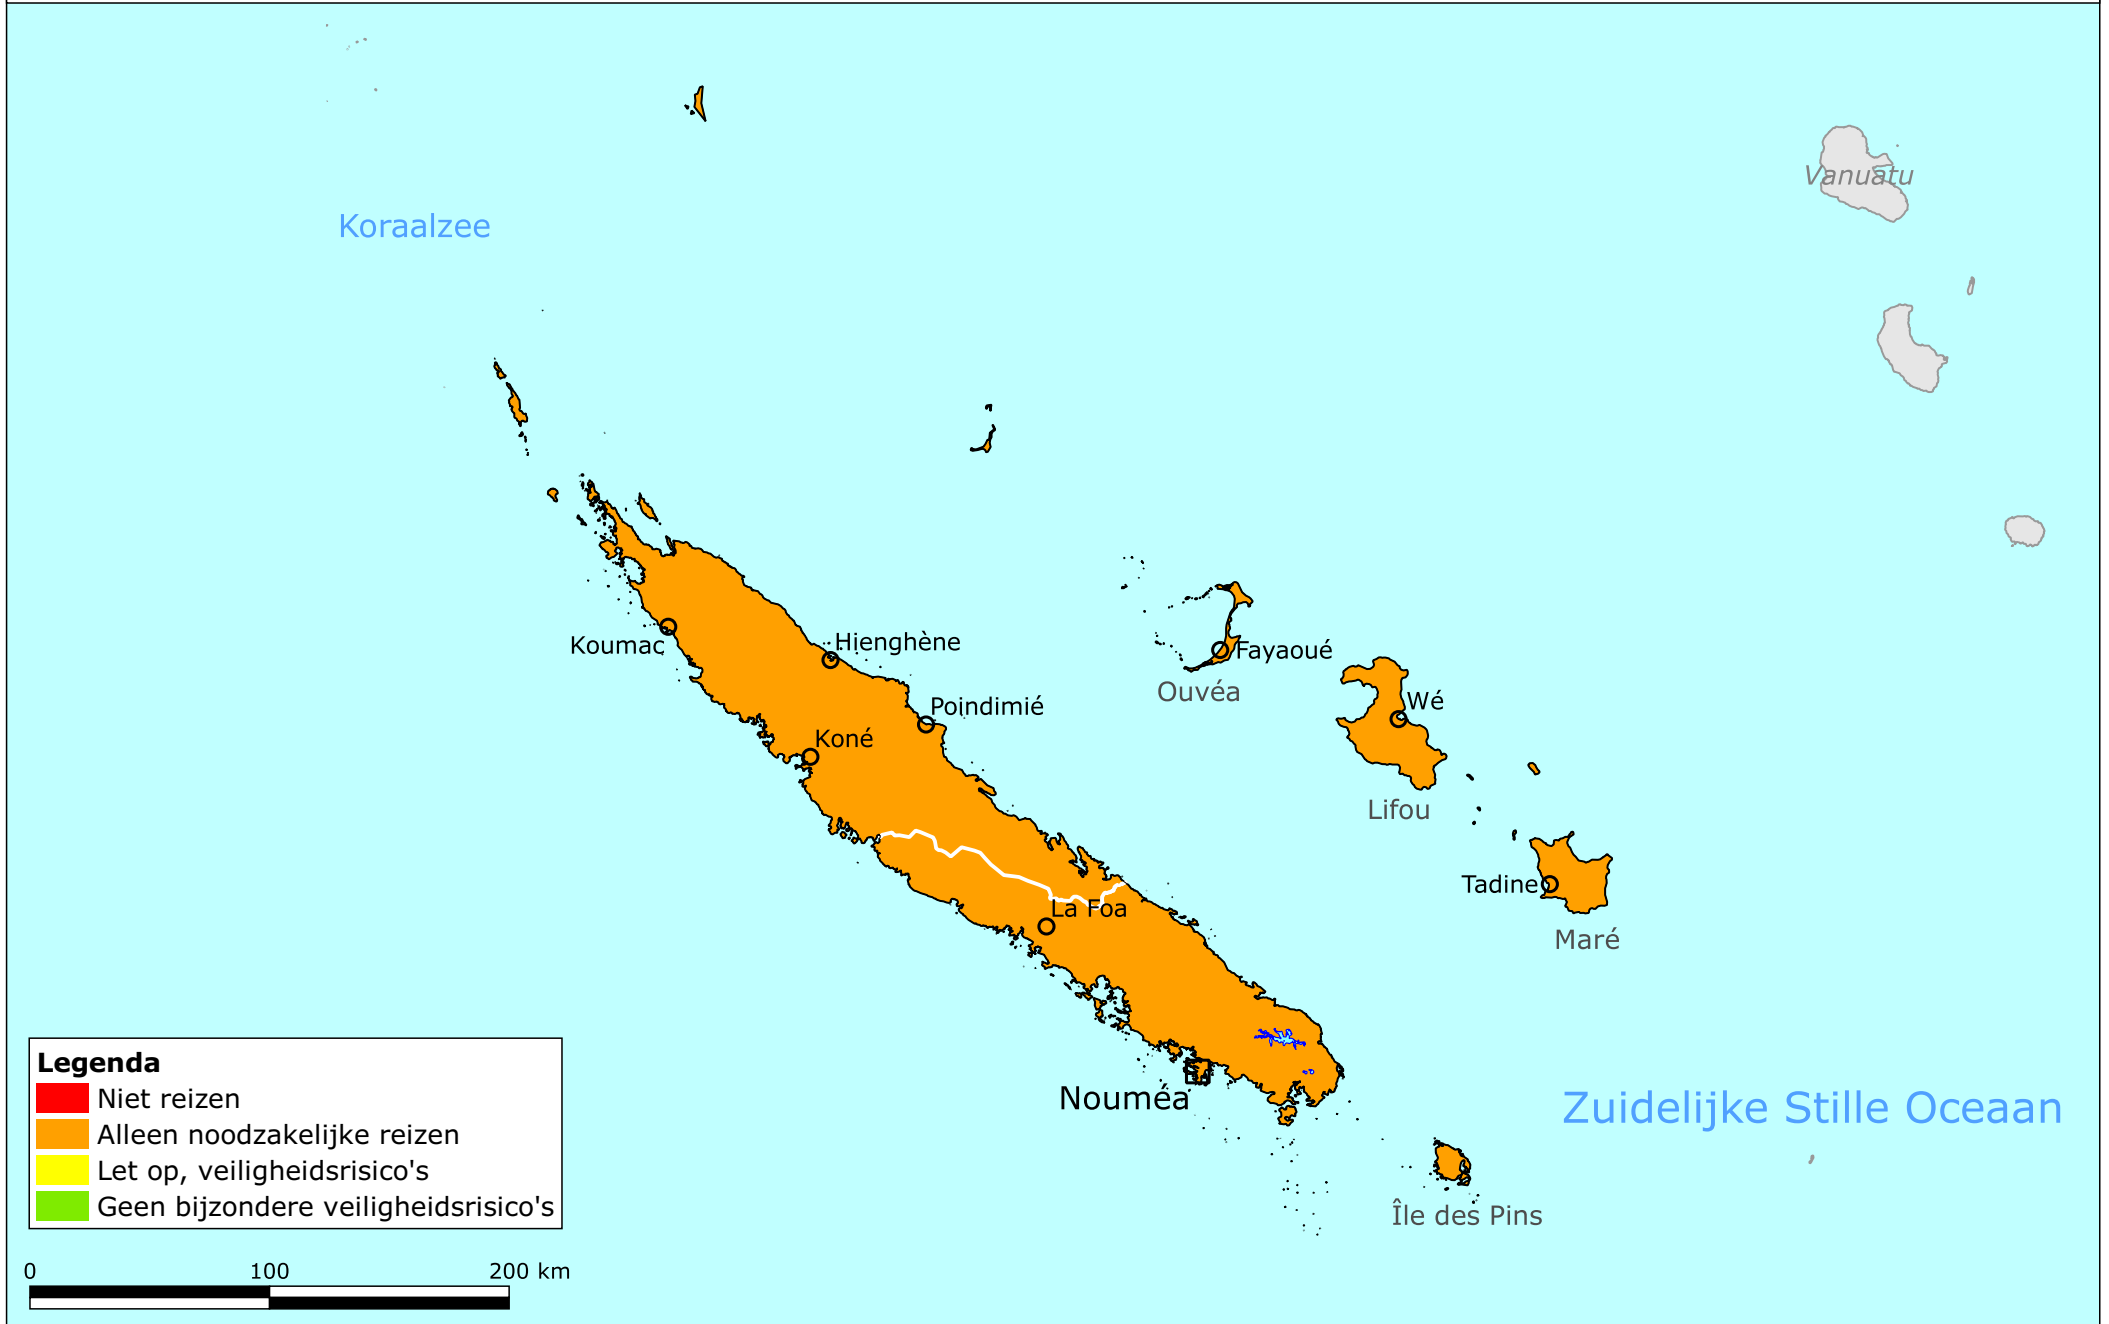 Vanuatu
Koraalzee
Koumac
Hienghène
Fayaoué
Ouvéa
Wé
Poindimié
Koné
Lifou
Tadine
La Foa
Maré
Nouméa
Zuidelijke Stille Oceaan
Île des Pins
Legenda
Niet reizen
Alleen noodzakelijke reizen
Let op, veiligheidsrisico's
Geen bijzondere veiligheidsrisico's
0 100 200 km